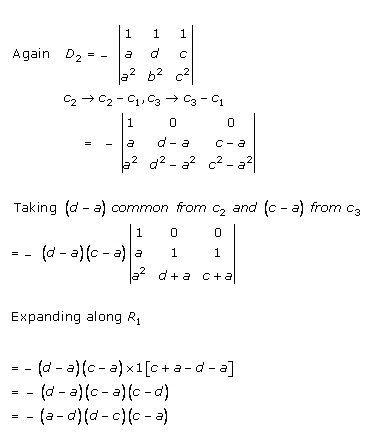 Again D₂ = − | 1 1 1 |
| a d c |
| a² b² c² |
c₂ → c₂ − c₁, c₃ → c₃ − c₁
= − | 1 0 0 |
| a d − a c − a |
| a² d² − a² c² − a² |
Taking (d − a) common from c₂ and (c − a) from c₃
= − (d − a)(c − a) | 1 0 0 |
| a 1 1 |
| a² d + a c + a |
Expanding along R₁
= − (d − a)(c − a) × 1[c + a − d − a]
= − (d − a)(c − a)(c − d)
= − (a − d)(d − c)(c − a)